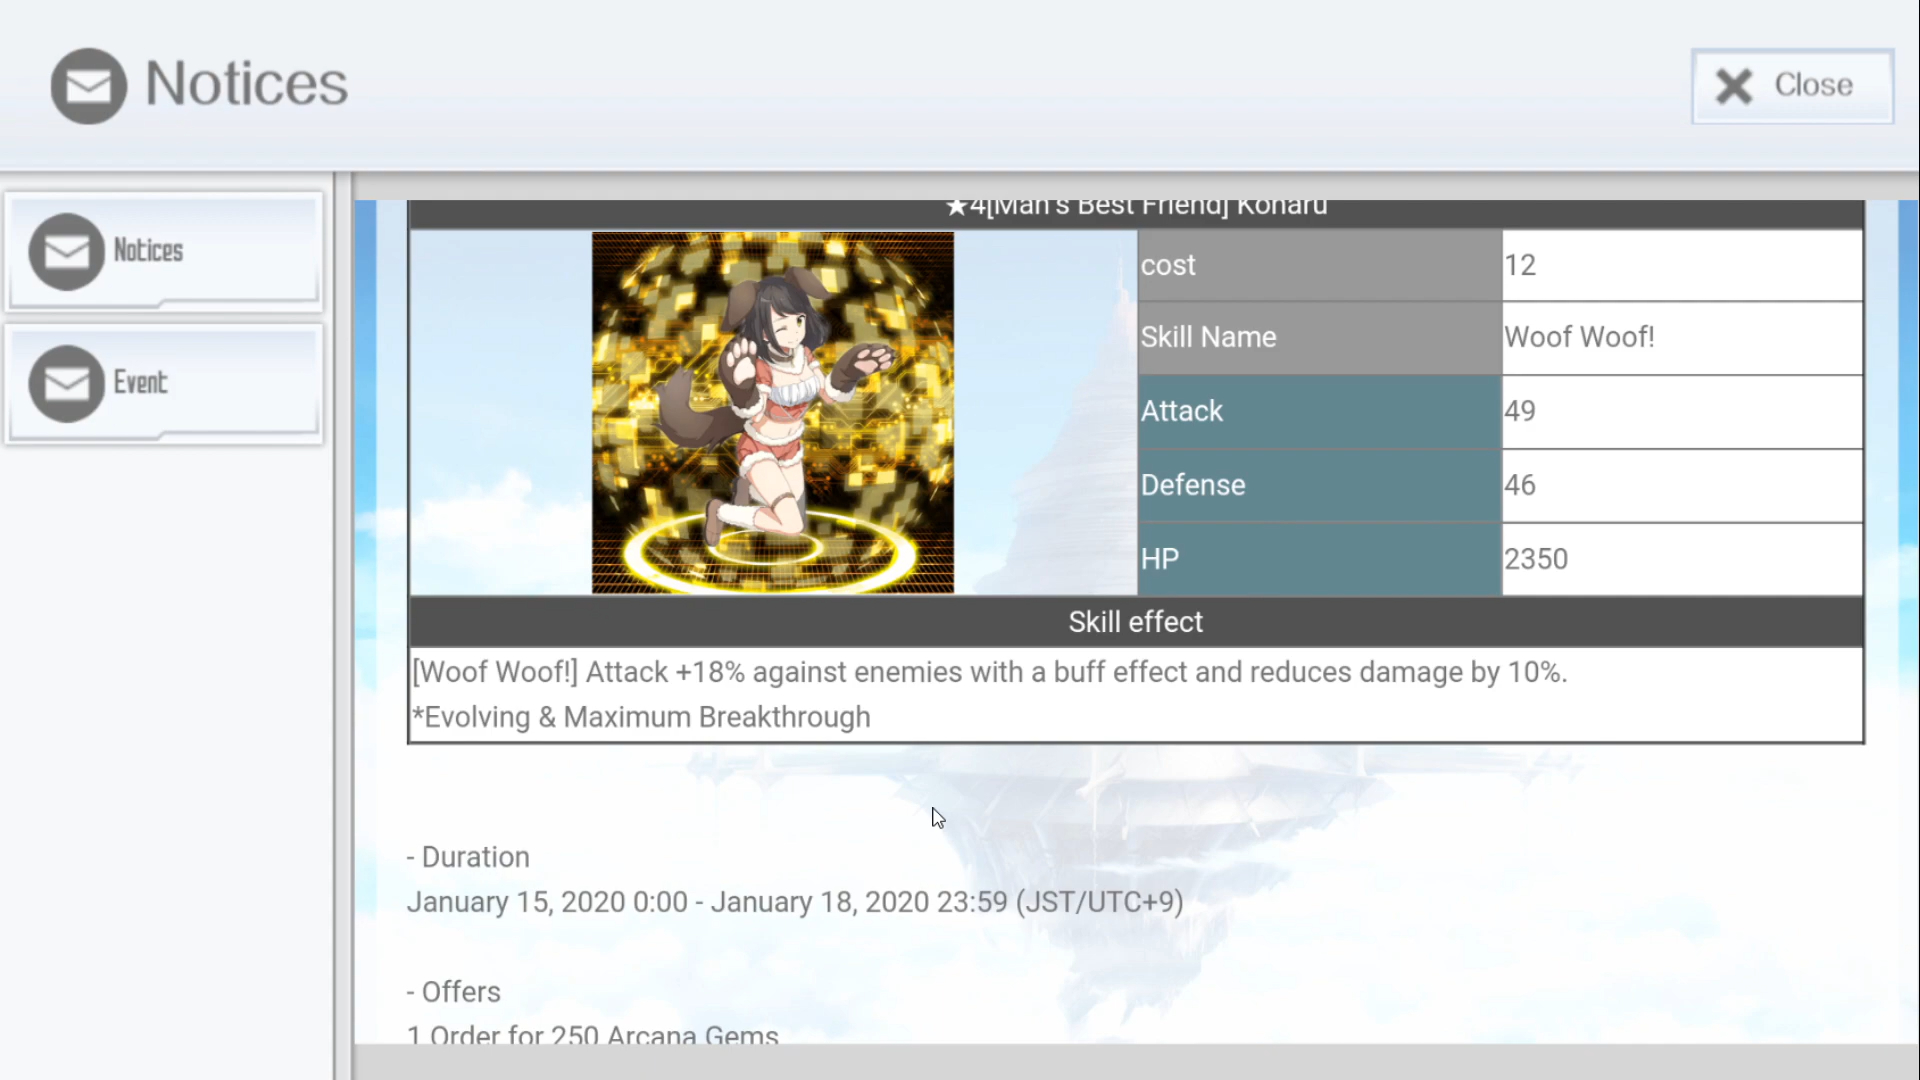 Notices
Close
Notices
Event
★4[Man's Best Friend] Koharu
cost 12
Skill Name Woof Woof!
Attack 49
Defense 46
HP 2350
Skill effect
[Woof Woof!] Attack +18% against enemies with a buff effect and reduces damage by 10%.
*Evolving & Maximum Breakthrough
- Duration
January 15, 2020 0:00 - January 18, 2020 23:59 (JST/UTC+9)
- Offers
1 Order for 250 Arcana Gems